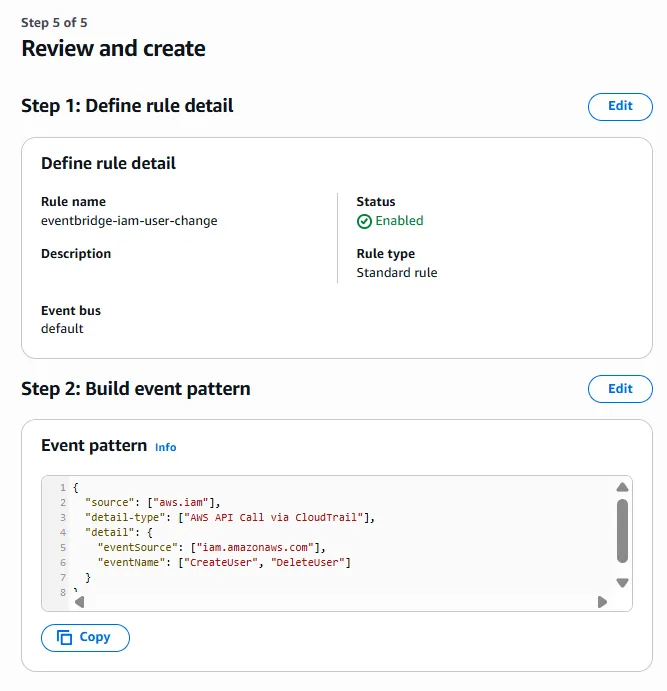 Step 5 of 5
Review and create
Step 1: Define rule detail
Edit
Define rule detail
Rule name
eventbridge-iam-user-change
Status
Enabled
Description
Rule type
Standard rule
Event bus
default
Step 2: Build event pattern
Edit
Event pattern Info
1 {
2 "source": ["aws.iam"],
3 "detail-type": ["AWS API Call via CloudTrail"],
4 "detail": {
5 "eventSource": ["iam.amazonaws.com"],
6 "eventName": ["CreateUser", "DeleteUser"]
7 }
8 }
Copy